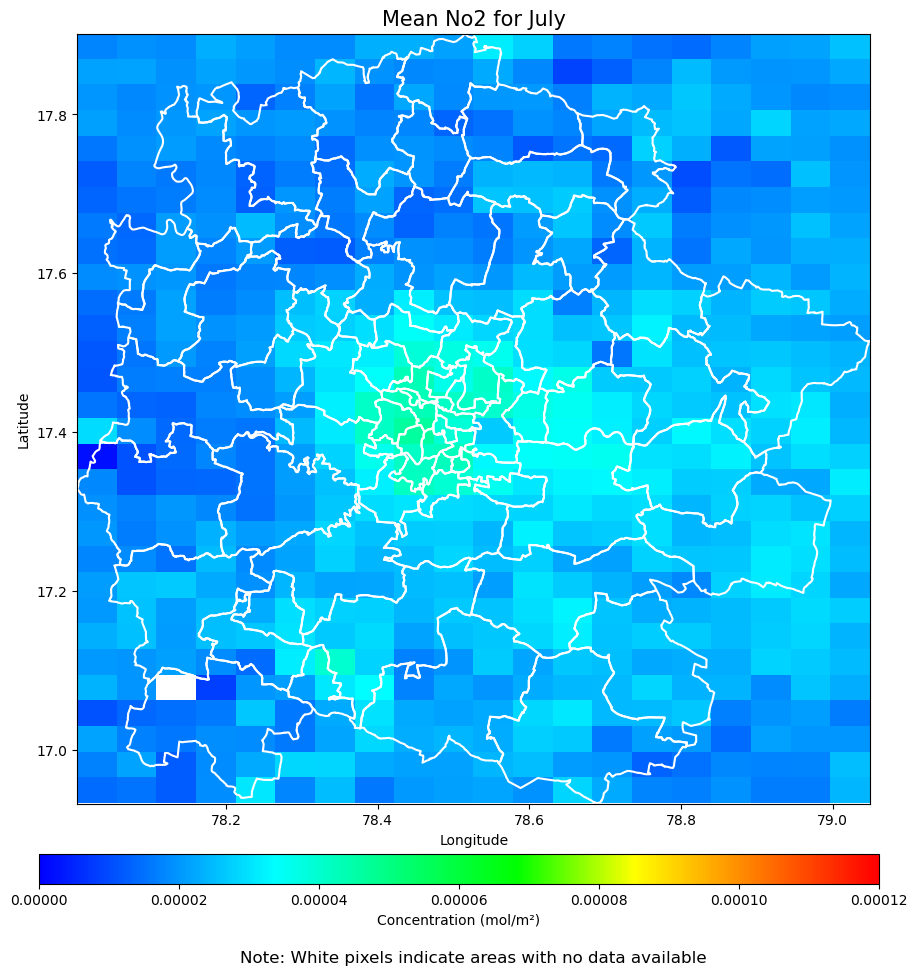 Mean No2 for July
17.8
17.6
17.4
17.2
17.0
Latitude
78.2 78.4 78.6 78.8 79.0
Longitude
0.00000 0.00002 0.00004 0.00006 0.00008 0.00010 0.00012
Concentration (mol/m²)
Note: White pixels indicate areas with no data available